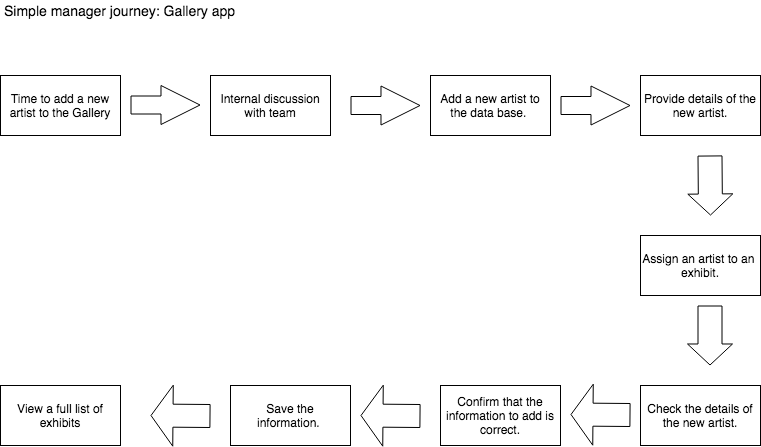 Simple manager journey: Gallery app
Time to add a new
artist to the Gallery
Internal discussion
with team
Add a new artist to
the data base.
Provide details of the
new artist.
Assign an artist to an
exhibit.
Check the details of
the new artist.
Confirm that the
information to add is
correct.
Save the
information.
View a full list of
exhibits